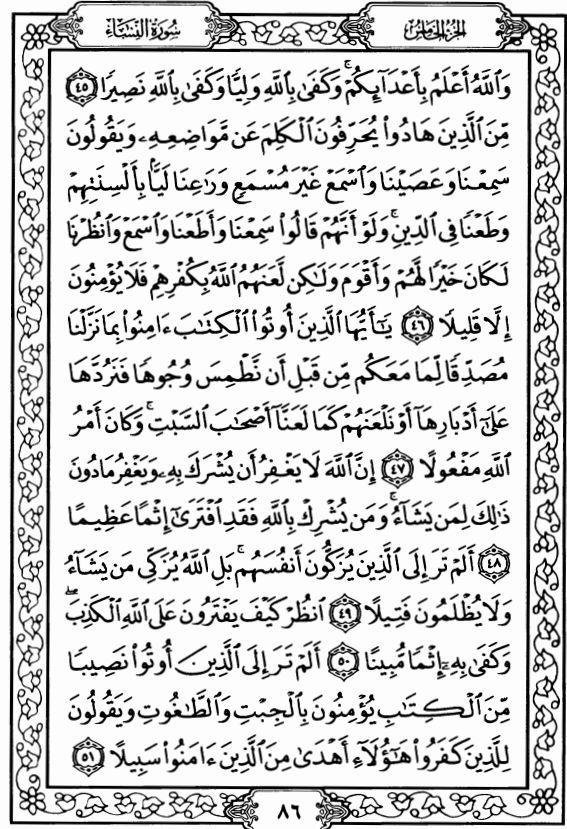 سُورَةُ النِّسَاءِ
الجُزْءُ الخَامِسُ
وَٱللَّهُ أَعۡلَمُ بِأَعۡدَآئِكُمۡۚ وَكَفَىٰ بِٱللَّهِ وَلِيّٗا وَكَفَىٰ بِٱللَّهِ نَصِيرٗا ٤٥
مِّنَ ٱلَّذِينَ هَادُواْ يُحَرِّفُونَ ٱلۡكَلِمَ عَن مَّوَاضِعِهِۦ وَيَقُولُونَ
سَمِعۡنَا وَعَصَيۡنَا وَٱسۡمَعۡ غَيۡرَ مُسۡمَعٖ وَرَٰعِنَا لَيَّۢا بِأَلۡسِنَتِهِمۡ
وَطَعۡنٗا فِي ٱلدِّينِۚ وَلَوۡ أَنَّهُمۡ قَالُواْ سَمِعۡنَا وَأَطَعۡنَا وَٱسۡمَعۡ وَٱنظُرۡنَا
لَكَانَ خَيۡرٗا لَّهُمۡ وَأَقۡوَمَ وَلَٰكِن لَّعَنَهُمُ ٱللَّهُ بِكُفۡرِهِمۡ فَلَا يُؤۡمِنُونَ
إِلَّا قَلِيلٗا ٤٦ يَٰٓأَيُّهَا ٱلَّذِينَ أُوتُواْ ٱلۡكِتَٰبَ ءَامِنُواْ بِمَا نَزَّلۡنَا
مُصَدِّقٗا لِّمَا مَعَكُم مِّن قَبۡلِ أَن نَّطۡمِسَ وُجُوهٗا فَنَرُدَّهَا
عَلَىٰٓ أَدۡبَارِهَآ أَوۡ نَلۡعَنَهُمۡ كَمَا لَعَنَّآ أَصۡحَٰبَ ٱلسَّبۡتِۚ وَكَانَ أَمۡرُ
ٱللَّهِ مَفۡعُولًا ٤٧ إِنَّ ٱللَّهَ لَا يَغۡفِرُ أَن يُشۡرَكَ بِهِۦ وَيَغۡفِرُ مَا دُونَ
ذَٰلِكَ لِمَن يَشَآءُۚ وَمَن يُشۡرِكۡ بِٱللَّهِ فَقَدِ ٱفۡتَرَىٰٓ إِثۡمًا عَظِيمًا
٤٨ أَلَمۡ تَرَ إِلَى ٱلَّذِينَ يُزَكُّونَ أَنفُسَهُمۚ بَلِ ٱللَّهُ يُزَكِّي مَن يَشَآءُ
وَلَا يُظۡلَمُونَ فَتِيلًا ٤٩ ٱنظُرۡ كَيۡفَ يَفۡتَرُونَ عَلَى ٱللَّهِ ٱلۡكَذِبَۖ
وَكَفَىٰ بِهِۦٓ إِثۡمٗا مُّبِينًا ٥٠ أَلَمۡ تَرَ إِلَى ٱلَّذِينَ أُوتُواْ نَصِيبٗا
مِّنَ ٱلۡكِتَٰبِ يُؤۡمِنُونَ بِٱلۡجِبۡتِ وَٱلطَّٰغُوتِ وَيَقُولُونَ
لِلَّذِينَ كَفَرُواْ هَٰٓؤُلَآءِ أَهۡدَىٰ مِنَ ٱلَّذِينَ ءَامَنُواْ سَبِيلًا ٥١
٨٦